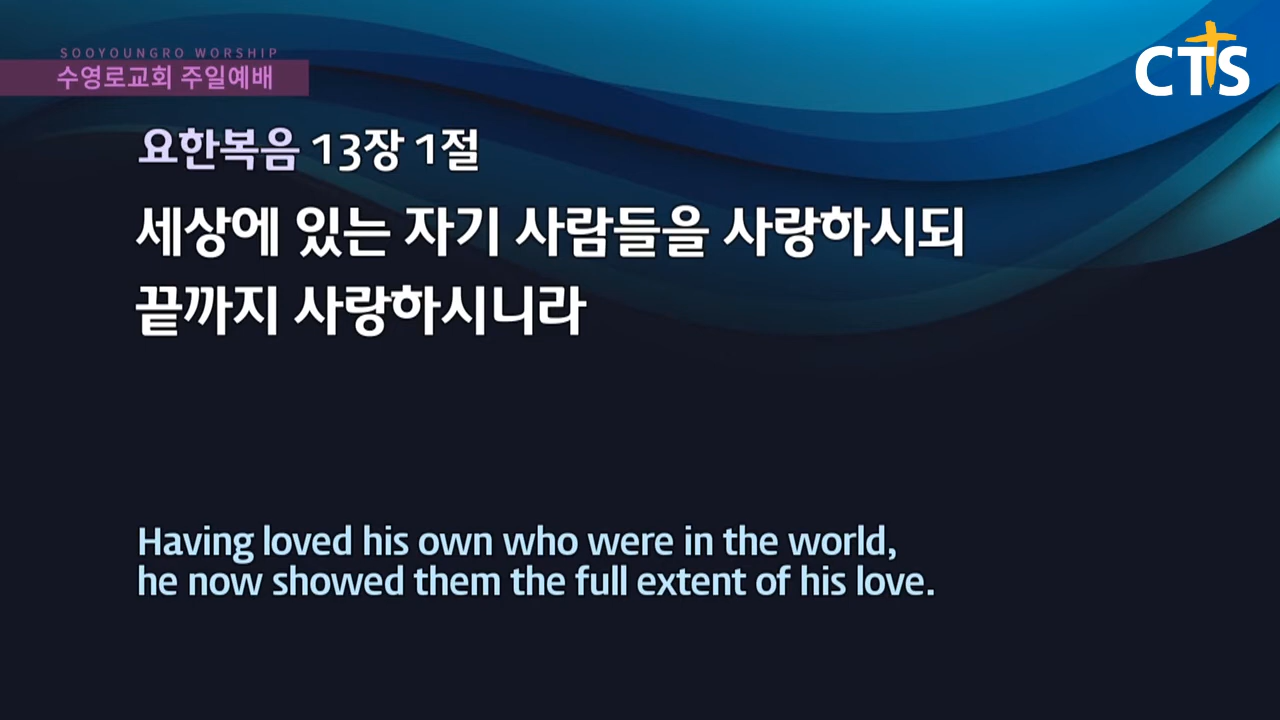 SOOYOUNGRO WORSHIP
수영로교회 주일예배
CTS
요한복음 13장 1절
세상에 있는 자기 사람들을 사랑하시되
끝까지 사랑하시니라
Having loved his own who were in the world,
he now showed them the full extent of his love.